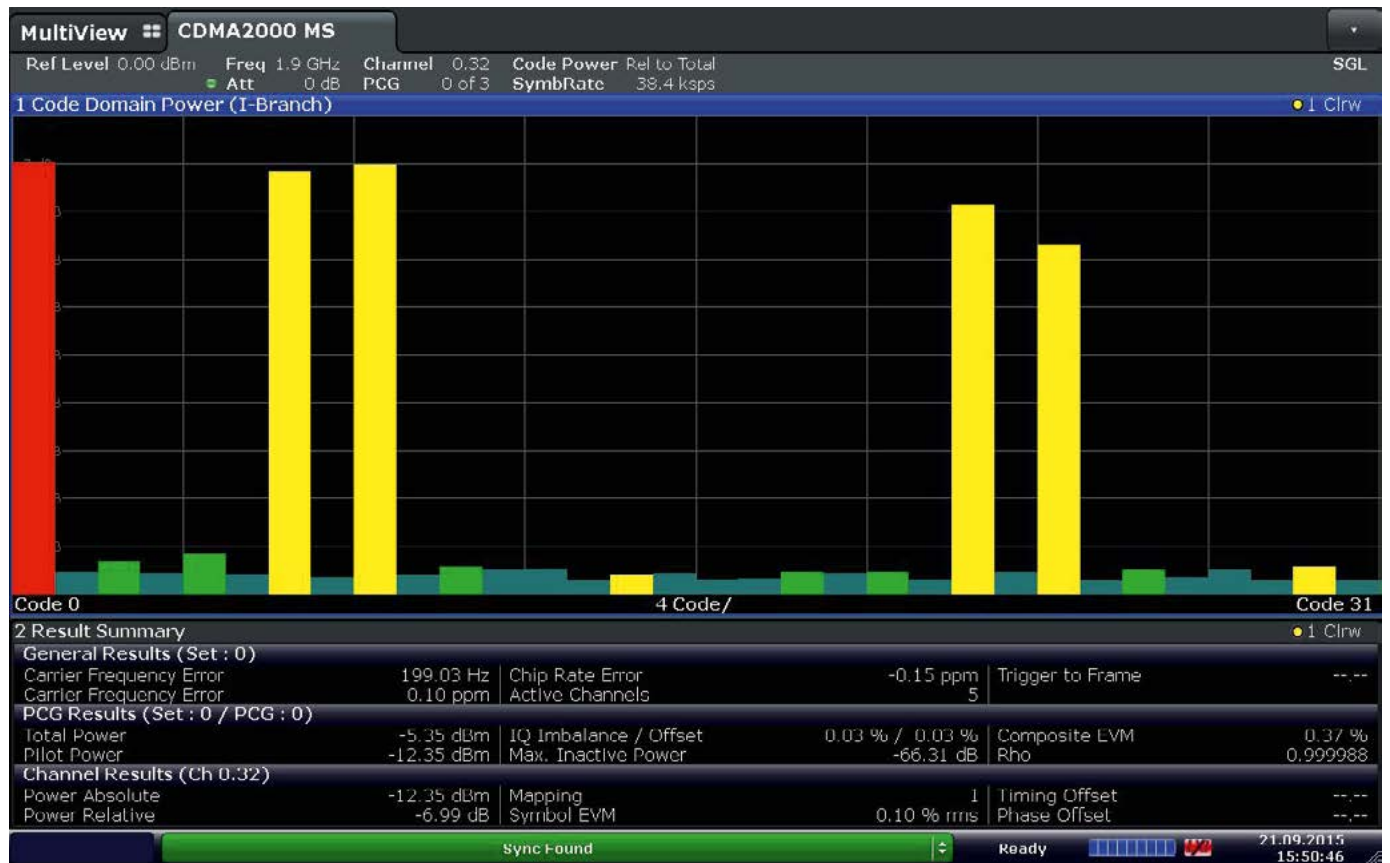 MultiView CDMA2000 MS
Ref Level 0.00 dBm Freq 1.9 GHz Channel 0.32 Code Power Rel to Total SGL
Att 0 dB PCG 0 of 3 SymbRate 38.4 ksps
1 Code Domain Power (I-Branch) 1 Clrw
Code 0 4 Code/ Code 31
2 Result Summary 1 Clrw
General Results (Set : 0)
Carrier Frequency Error 199.03 Hz Chip Rate Error -0.15 ppm Trigger to Frame --.--
Carrier Frequency Error 0.10 ppm Active Channels 5
PCG Results (Set : 0 / PCG : 0)
Total Power -5.35 dBm IQ Imbalance / Offset 0.03 % / 0.03 % Composite EVM 0.37 %
Pilot Power -12.35 dBm Max. Inactive Power -66.31 dB Rho 0.999988
Channel Results (Ch 0.32)
Power Absolute -12.35 dBm Mapping 1 Timing Offset --.--
Power Relative -6.99 dB Symbol EVM 0.10 % rms Phase Offset --.--
Sync Found Ready 21.09.2015
15:50:46